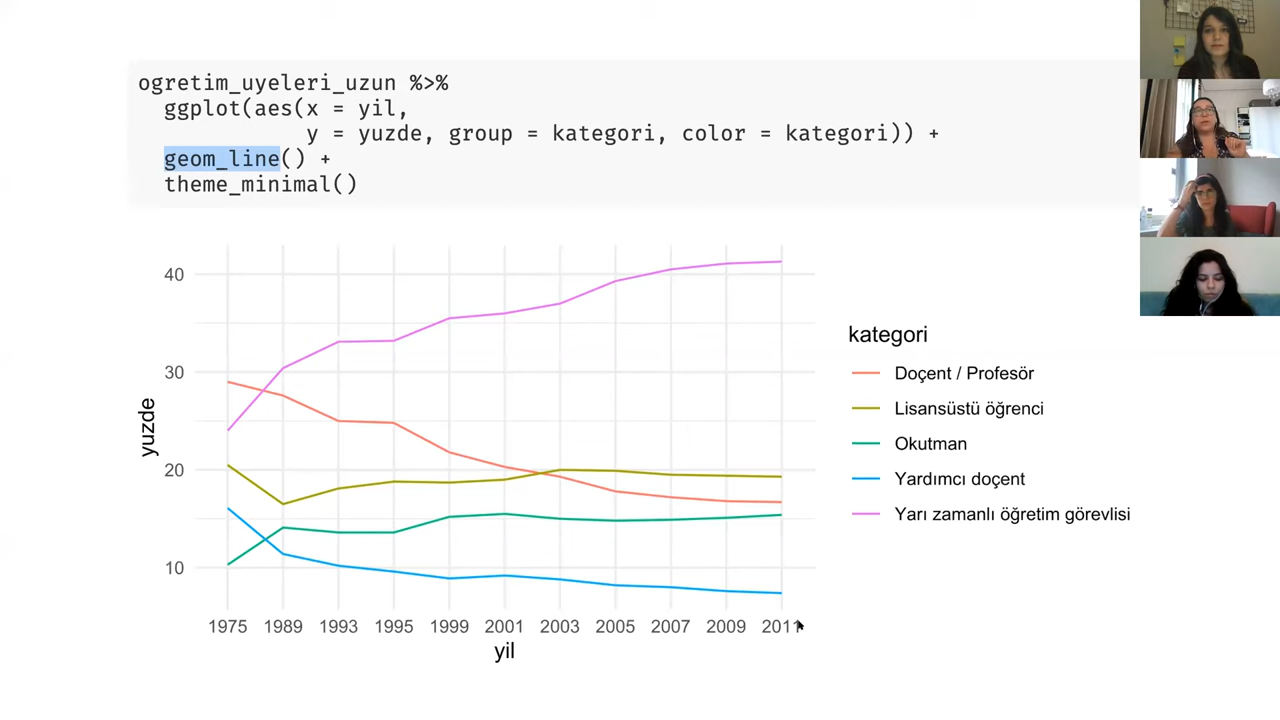 ogretim_uyeleri_uzun %>%
ggplot(aes(x = yil,
y = yuzde, group = kategori, color = kategori)) +
geom_line() +
theme_minimal()
40
30
20
10
yuzde
1975 1989 1993 1995 1999 2001 2003 2005 2007 2009 2011
yil
kategori
Doçent / Profesör
Lisansüstü öğrenci
Okutman
Yardımcı doçent
Yarı zamanlı öğretim görevlisi